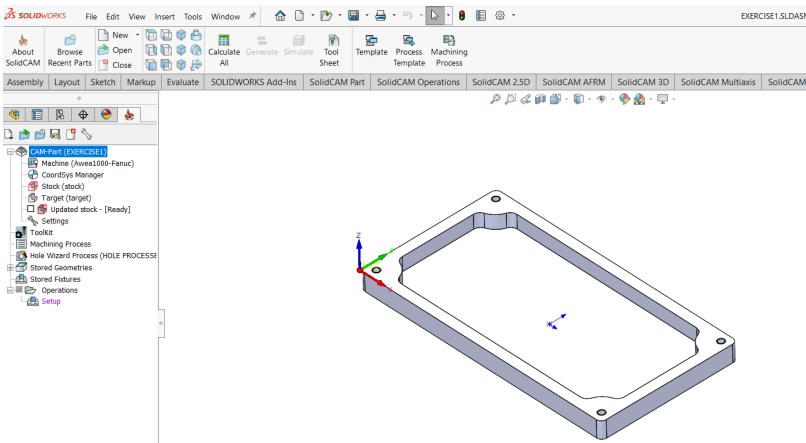 SOLIDWORKS File Edit View Insert Tools Window EXERCISE1.SLDASM
New
About Browse Open Calculate Generate Simulate Tool Template Process Machining
SolidCAM Recent Parts Close All Sheet Template Process
Assembly Layout Sketch Markup Evaluate SOLIDWORKS Add-Ins SolidCAM Part SolidCAM Operations SolidCAM 2.5D SolidCAM AFRM SolidCAM 3D SolidCAM Multiaxis SolidCAM
CAM-Part (EXERCISE1)
Machine (Awea1000-Fanuc)
CoordSys Manager
Stock (stock)
Target (target)
Updated stock - [Ready]
Settings
ToolKit
Machining Process
Hole Wizard Process (HOLE PROCESSE
Stored Geometries
Stored Fixtures
Operations
Setup
Z